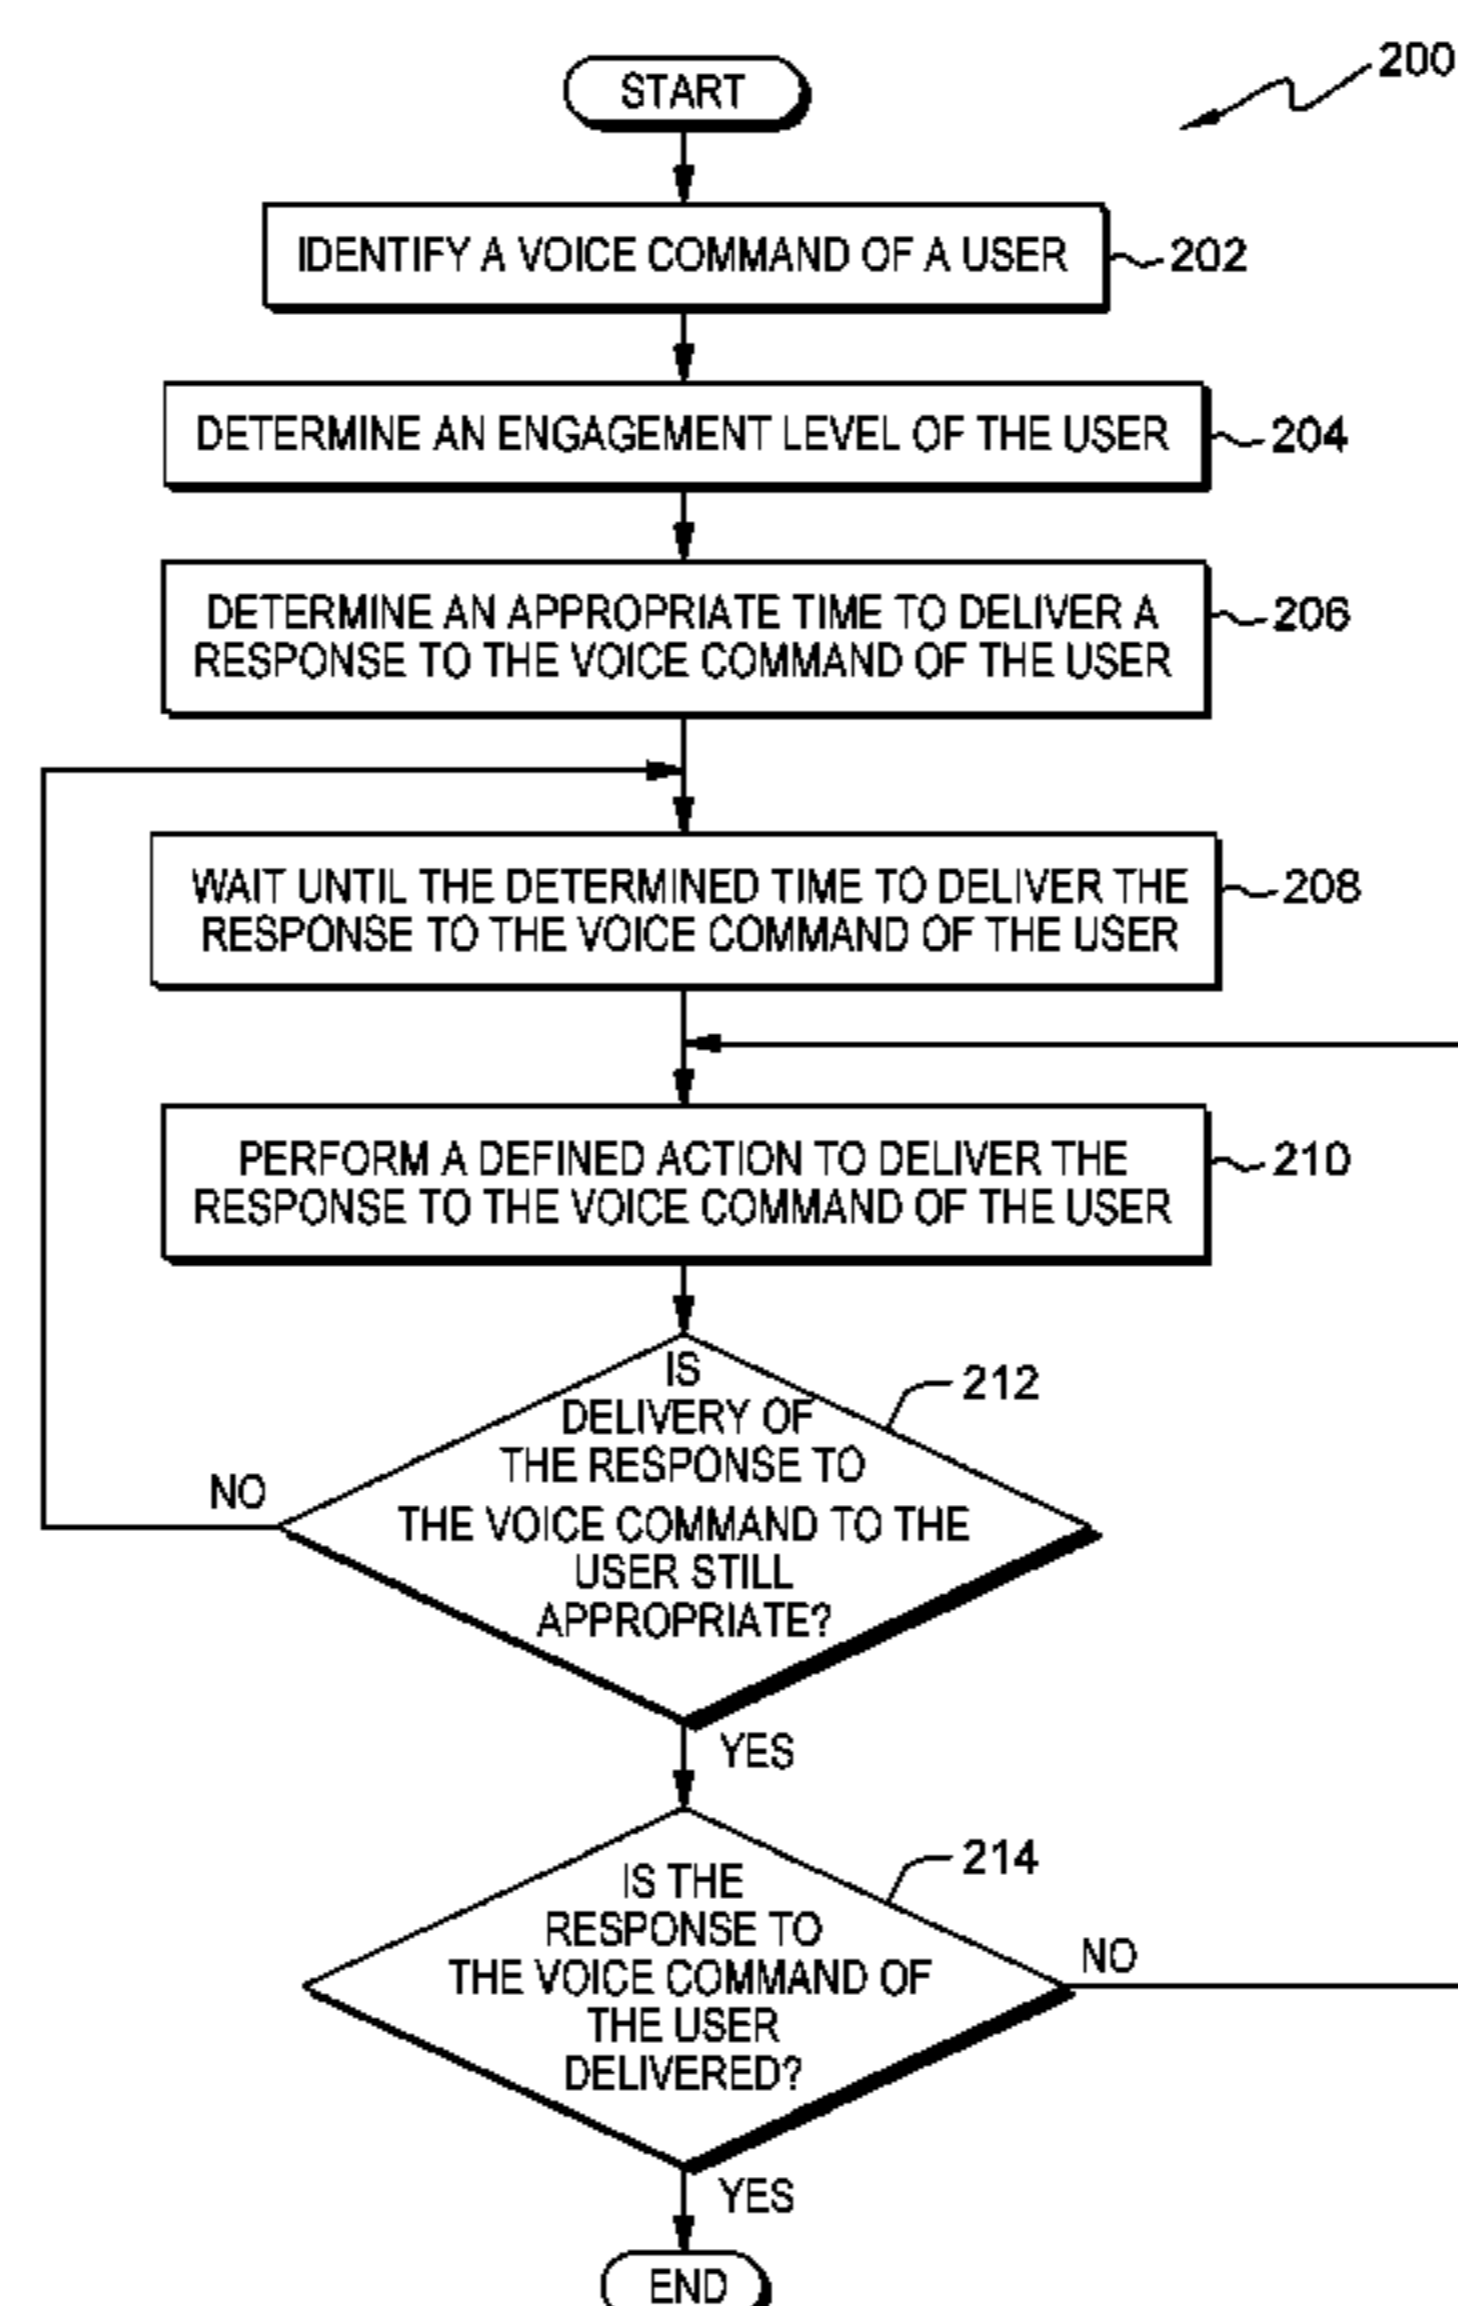 START
200
IDENTIFY A VOICE COMMAND OF A USER
202
DETERMINE AN ENGAGEMENT LEVEL OF THE USER
204
DETERMINE AN APPROPRIATE TIME TO DELIVER A
RESPONSE TO THE VOICE COMMAND OF THE USER
206
WAIT UNTIL THE DETERMINED TIME TO DELIVER THE
RESPONSE TO THE VOICE COMMAND OF THE USER
208
PERFORM A DEFINED ACTION TO DELIVER THE
RESPONSE TO THE VOICE COMMAND OF THE USER
210
IS
DELIVERY OF
THE RESPONSE TO
THE VOICE COMMAND TO THE
USER STILL
APPROPRIATE?
212
NO
YES
IS THE
RESPONSE TO
THE VOICE COMMAND OF
THE USER
DELIVERED?
214
NO
YES
END